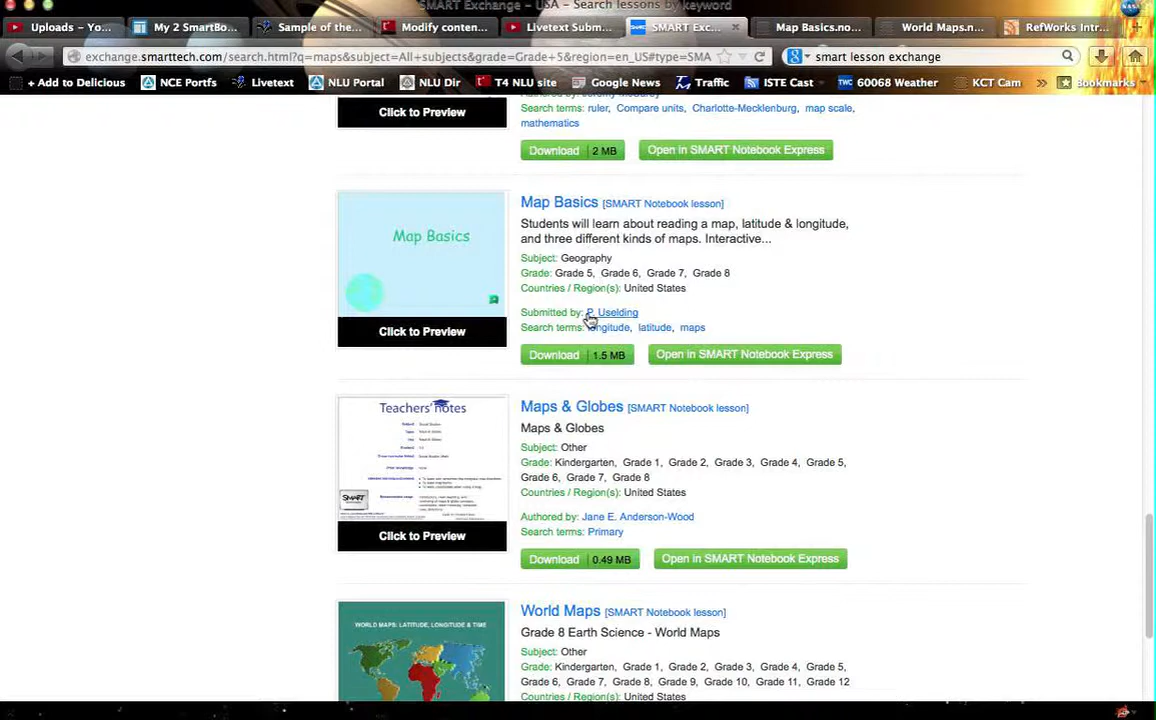 SMART Exchange - USA - Search lessons by keyword
Uploads - Yo...
My 2 SmartBo...
Sample of the...
Modify conten...
Livetext Subm...
SMART Exc...
Map Basics.no...
World Maps.n...
RefWorks Intr...
exchange.smarttech.com/search.html?q=maps&subject=All+subjects&grade=Grade+5&region=en_US#type=SMA
smart lesson exchange
+ Add to Delicious
NCE Portal
Livetext
NLU Portal
NLU Dir
T4 NLU site
Google News
Traffic
ISTE Cast
60068 Weather
KCT Cam
Bookmarks
Search terms: ruler, Compare units, Charlotte-Mecklenburg, map scale,
mathematics
Click to Preview
Download 2 MB
Open in SMART Notebook Express
Map Basics
Click to Preview
Map Basics [SMART Notebook lesson]
Students will learn about reading a map, latitude & longitude,
and three different kinds of maps. Interactive...
Subject: Geography
Grade: Grade 5, Grade 6, Grade 7, Grade 8
Countries / Region(s): United States
Submitted by: P. Uselding
Search terms: longitude, latitude, maps
Download 1.5 MB
Open in SMART Notebook Express
Teachers' notes
SMART
Click to Preview
Maps & Globes [SMART Notebook lesson]
Maps & Globes
Subject: Other
Grade: Kindergarten, Grade 1, Grade 2, Grade 3, Grade 4, Grade 5,
Grade 6, Grade 7, Grade 8
Countries / Region(s): United States
Authored by: Jane E. Anderson-Wood
Search terms: Primary
Download 0.49 MB
Open in SMART Notebook Express
WORLD MAPS: LATITUDE, LONGITUDE & TIME
World Maps [SMART Notebook lesson]
Grade 8 Earth Science - World Maps
Subject: Other
Grade: Kindergarten, Grade 1, Grade 2, Grade 3, Grade 4, Grade 5,
Grade 6, Grade 7, Grade 8, Grade 9, Grade 10, Grade 11, Grade 12
Countries / Region(s): United States